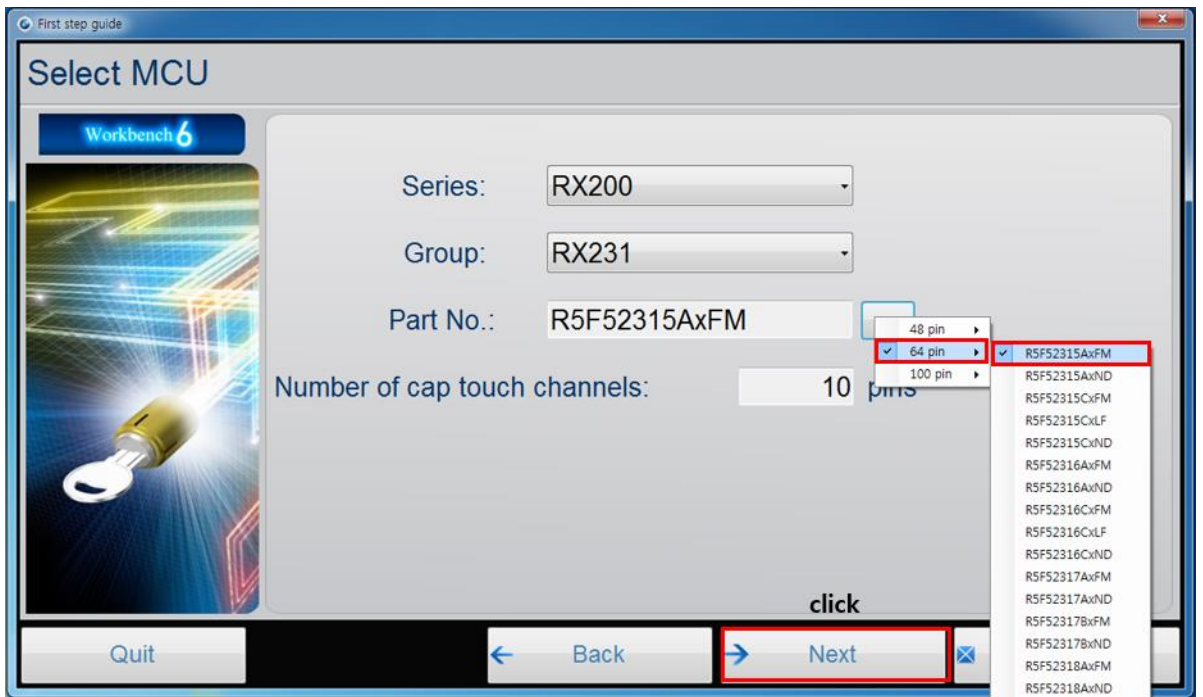 First step guide
Select MCU
Workbench 6
Series: RX200
Group: RX231
Part No.: R5F52315AxFM
48 pin
64 pin
100 pin
Number of cap touch channels: 10 pins
R5F52315AxFM
R5F52315AxND
R5F52315CxFM
R5F52315CxLF
R5F52315CxND
R5F52316AxFM
R5F52316AxND
R5F52316CxFM
R5F52316CxLF
R5F52316CxND
R5F52317AxFM
R5F52317AxND
R5F52317BxFM
R5F52317BxND
R5F52318AxFM
R5F52318AxND
click
Quit
Back
Next